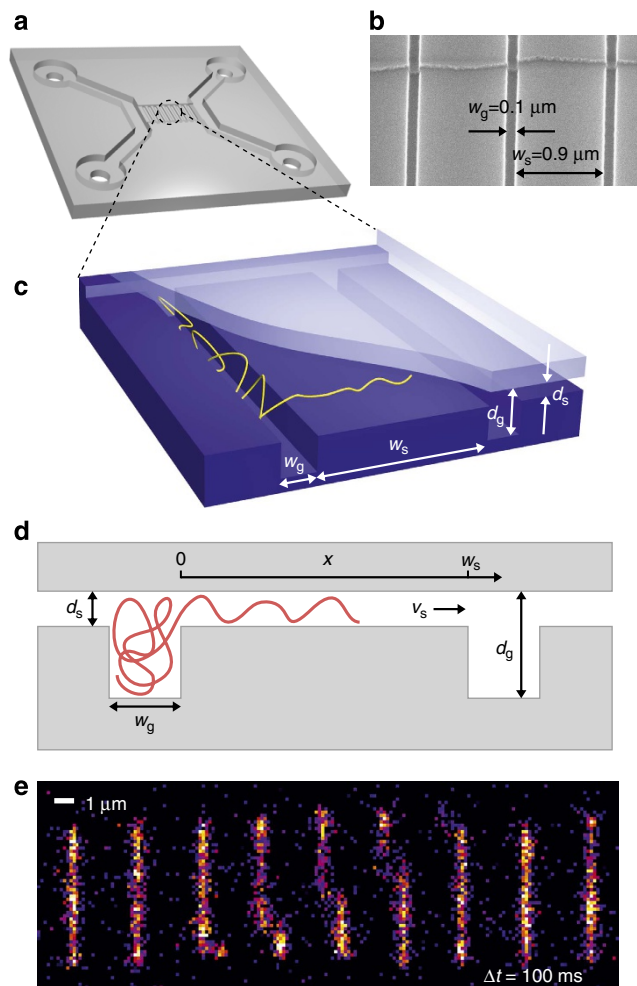 a
b
w_g=0.1 μm
w_s=0.9 μm
c
d_g
d_s
w_g
w_s
d
0
x
w_s
d_s
v_s
d_g
w_g
e
1 μm
Δt = 100 ms